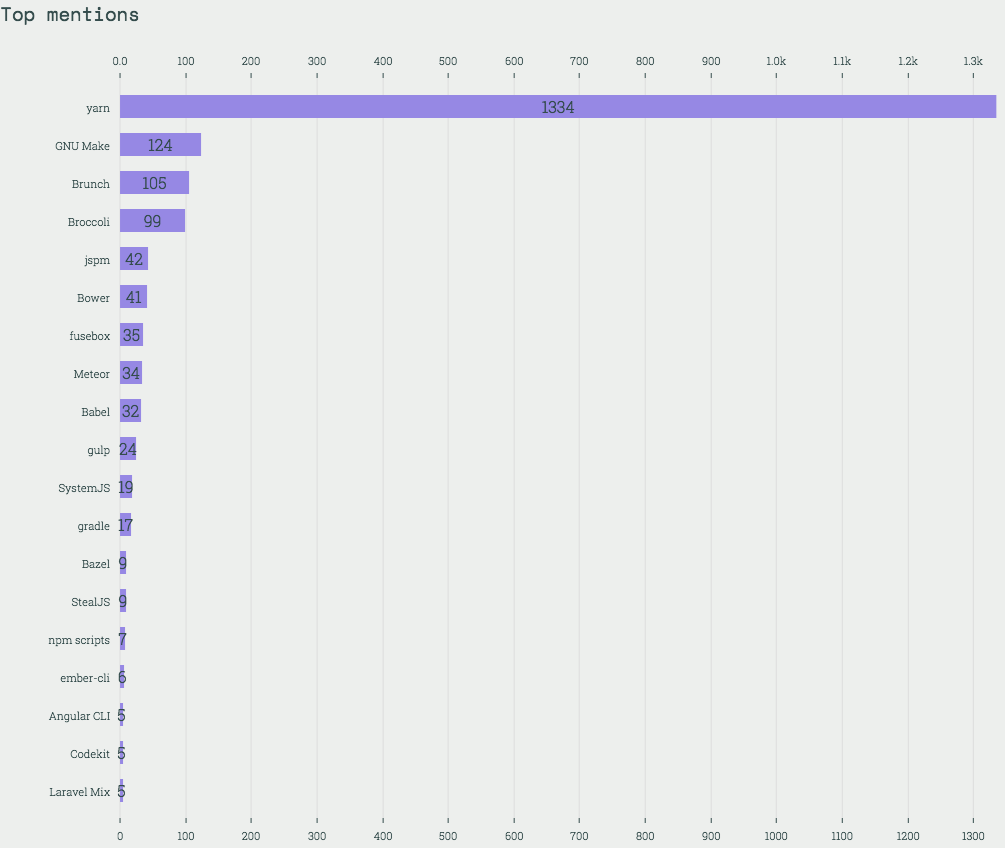 Top mentions
0.0 100 200 300 400 500 600 700 800 900 1.0k 1.1k 1.2k 1.3k
yarn 1334
GNU Make 124
Brunch 105
Broccoli 99
jspm 42
Bower 41
fusebox 35
Meteor 34
Babel 32
gulp 24
SystemJS 19
gradle 17
Bazel 9
StealJS 9
npm scripts 7
ember-cli 6
Angular CLI 5
Codekit 5
Laravel Mix 5
0 100 200 300 400 500 600 700 800 900 1000 1100 1200 1300